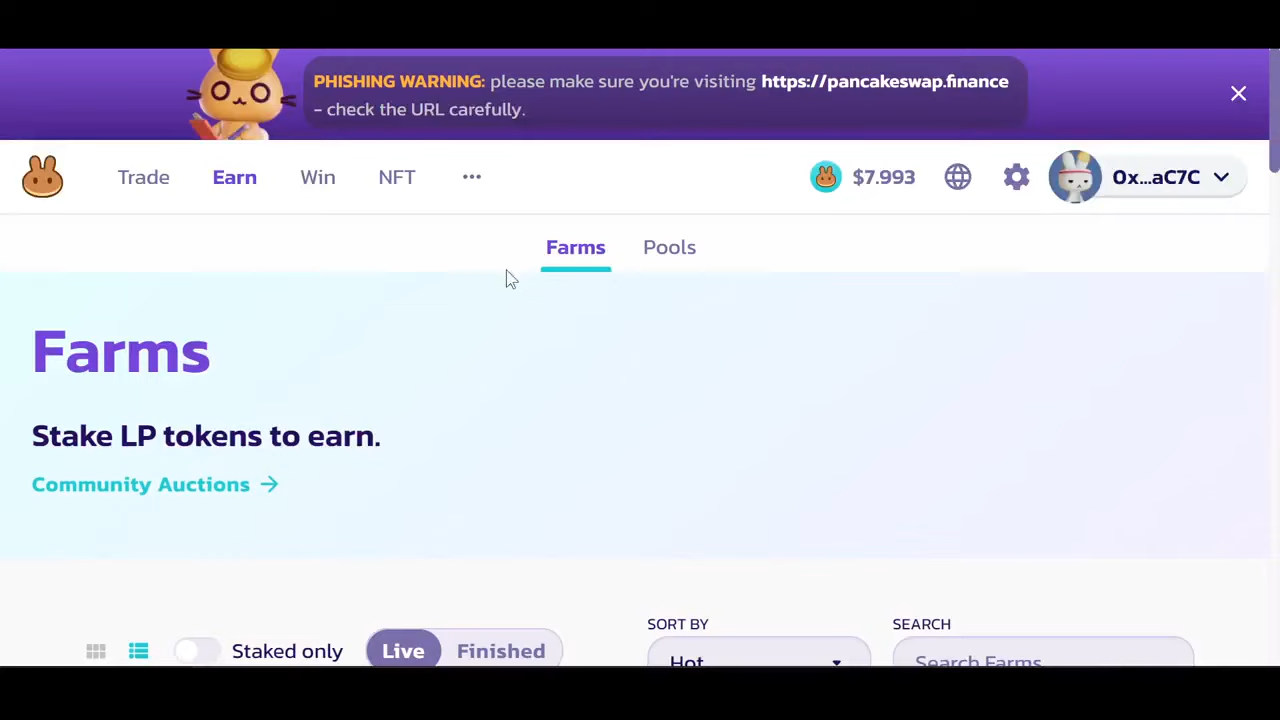 PHISHING WARNING: please make sure you're visiting https://pancakeswap.finance
- check the URL carefully.
Trade Earn Win NFT ··· $7.993 0x...aC7C
Farms Pools
Farms
Stake LP tokens to earn.
Community Auctions →
SORT BY SEARCH
Staked only Live Finished Hot Search Farms